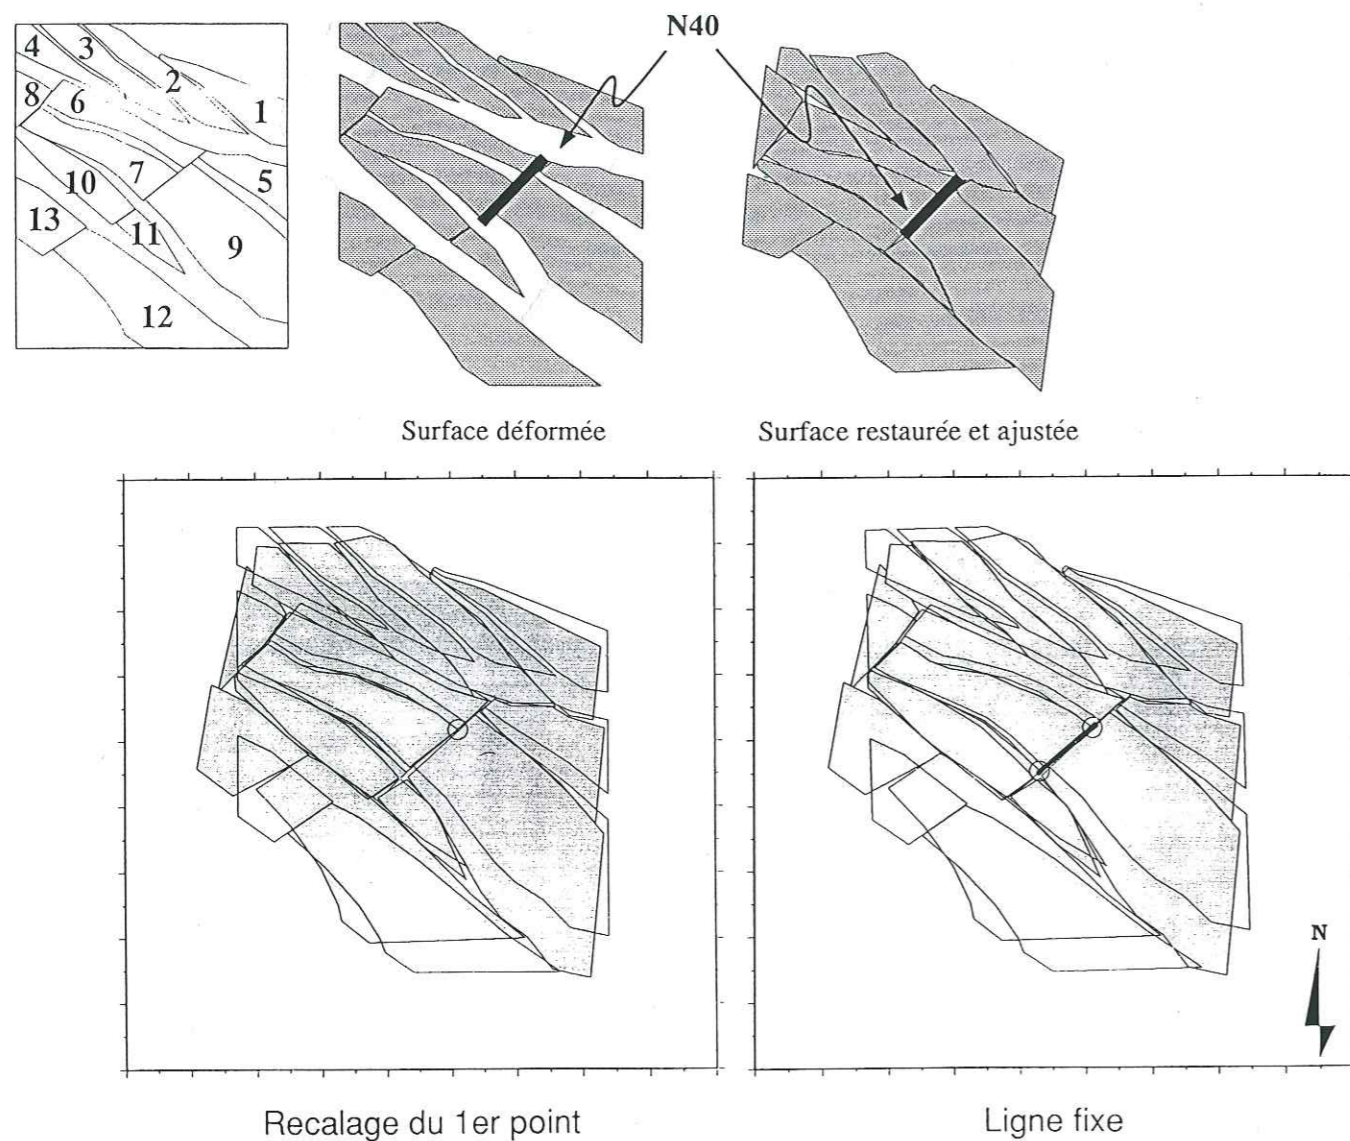 N40
4
3
2
1
8
6
7
5
10
13
11
9
12
Surface déformée
Surface restaurée et ajustée
N
Recalage du 1er point
Ligne fixe